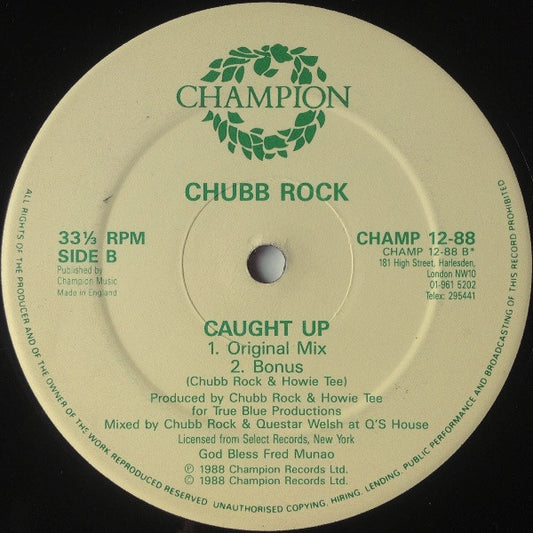 CHAMPION
CHUBB ROCK
33⅓ RPM
SIDE B
Published by
Champion Music
Made in England
CHAMP 12-88
CHAMP 12-88 B*
181 High Street, Harlesden,
London NW10
01-961 5202
Telex: 295441
CAUGHT UP
1. Original Mix
2. Bonus
(Chubb Rock & Howie Tee)
Produced by Chubb Rock & Howie Tee
for True Blue Productions
Mixed by Chubb Rock & Questar Welsh at Q'S House
Licensed from Select Records, New York
God Bless Fred Munao
℗ 1988 Champion Records Ltd.
© 1988 Champion Records Ltd.
ALL RIGHTS OF THE PRODUCER AND OF THE OWNER OF THE WORK REPRODUCED RESERVED UNAUTHORISED COPYING, HIRING, LENDING, PUBLIC PERFORMANCE AND BROADCASTING OF THIS RECORD PROHIBITED